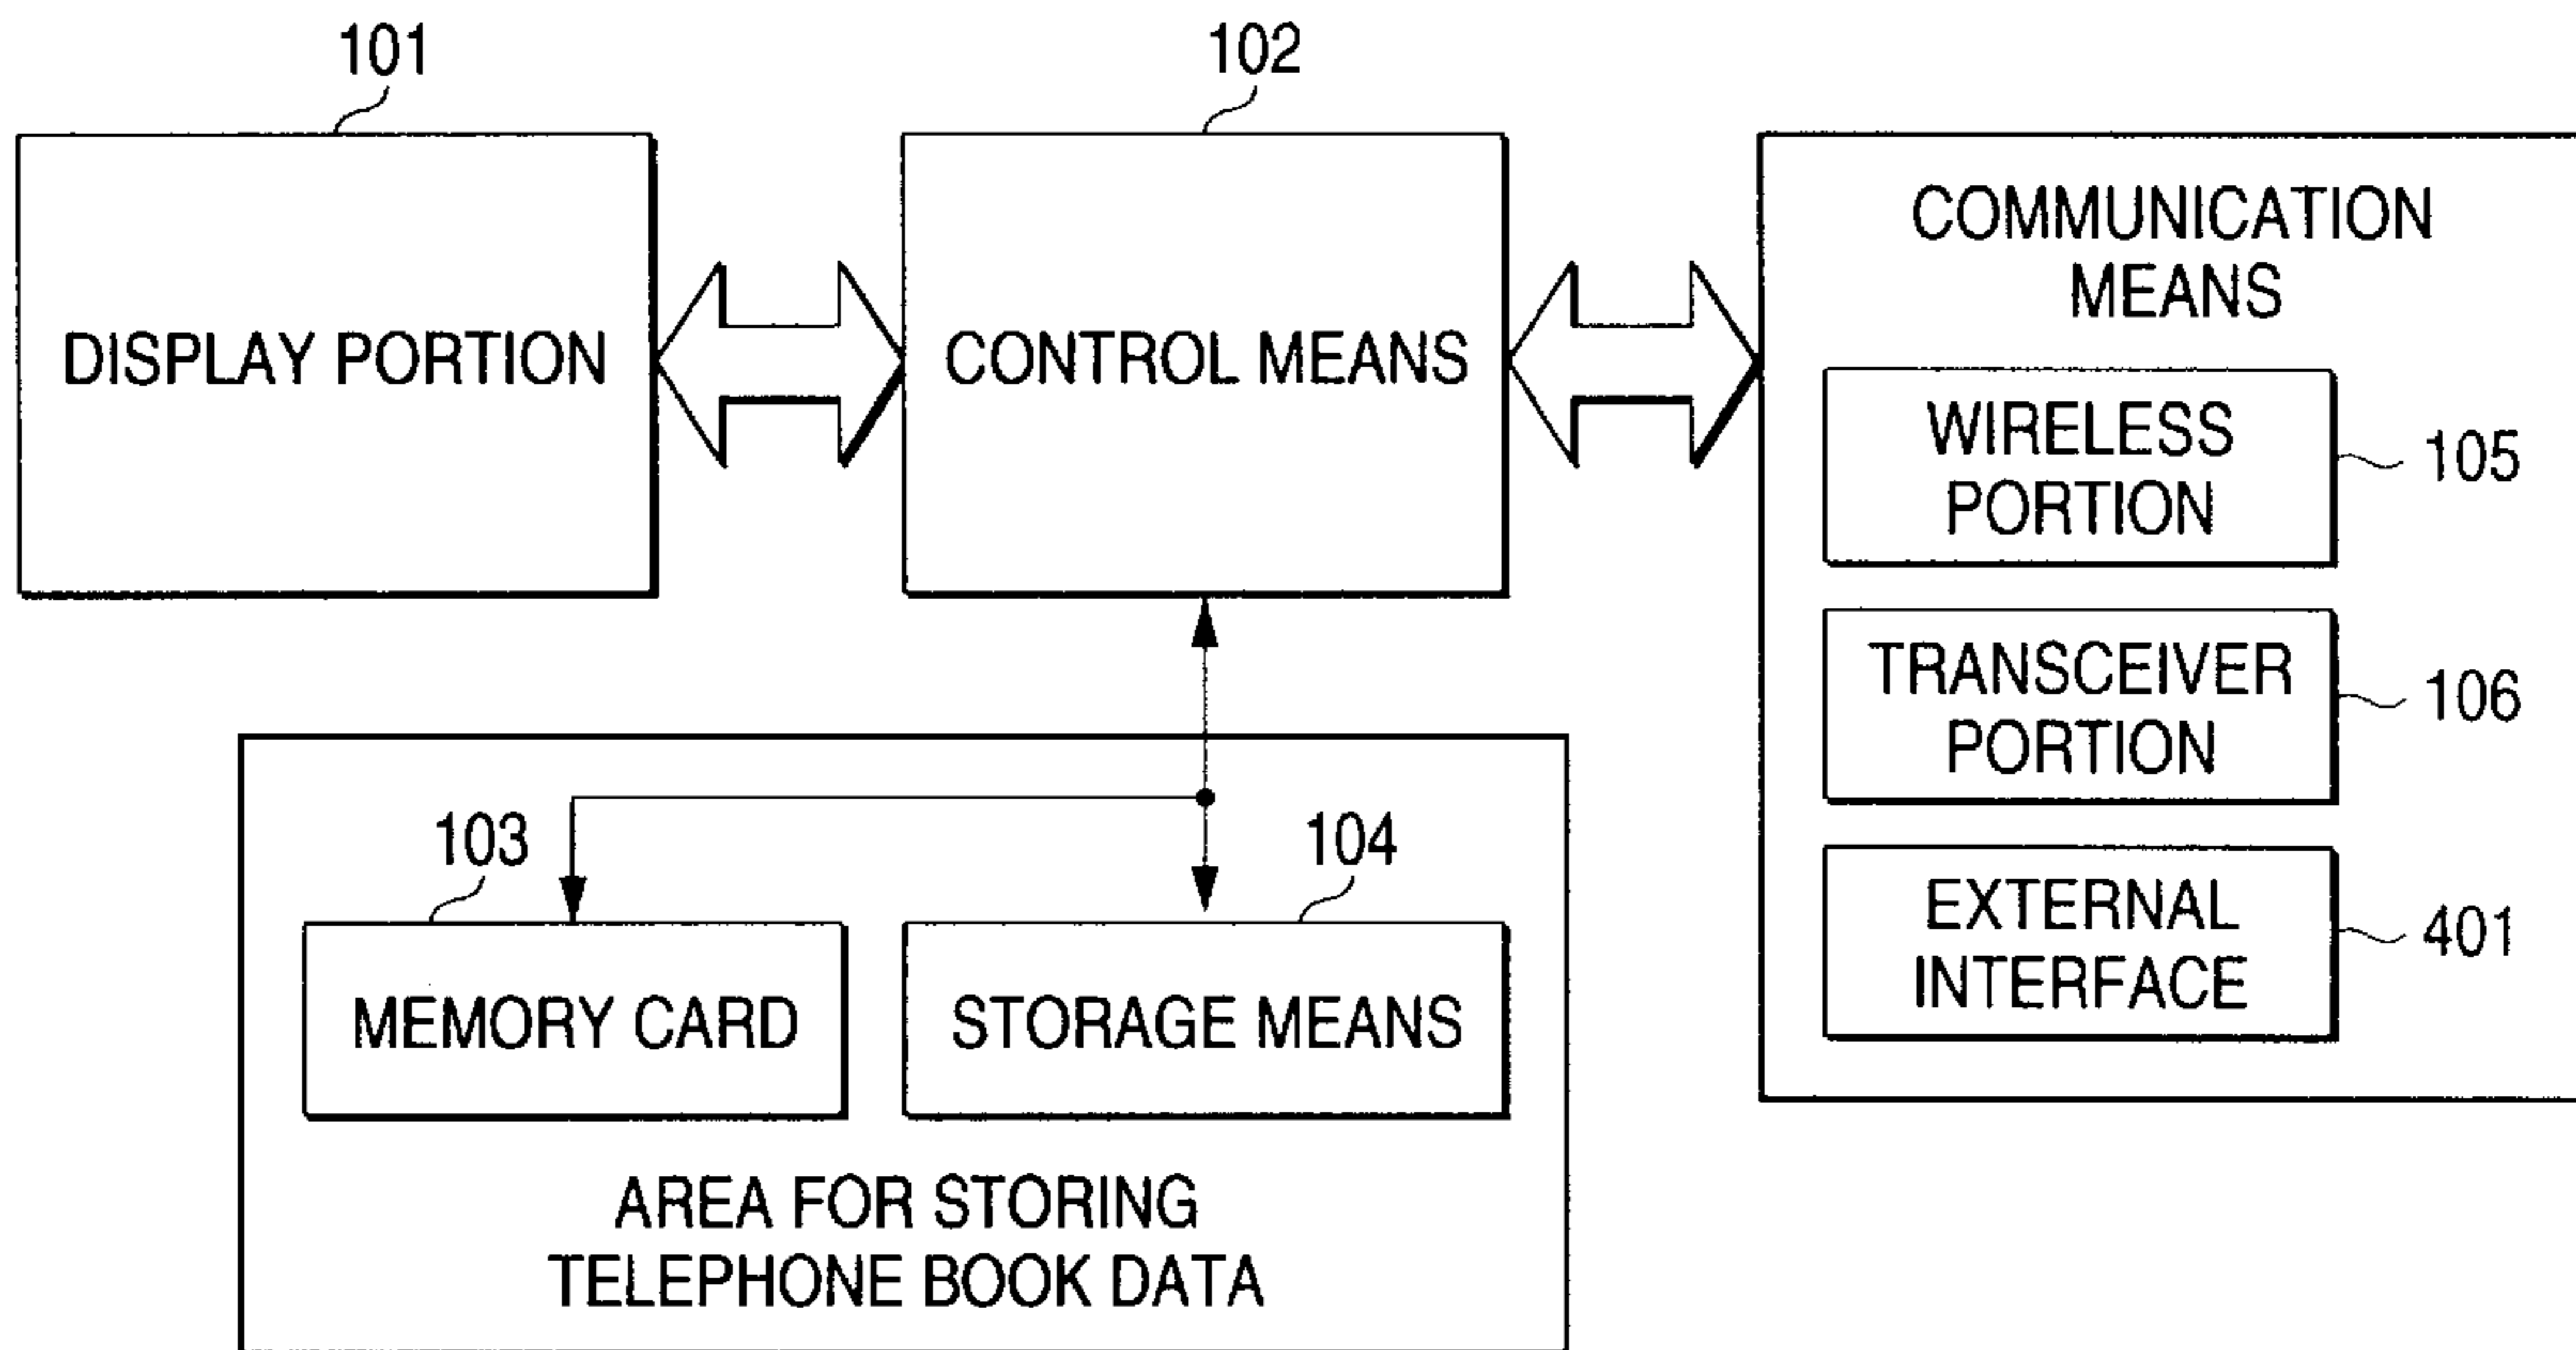 101
102
DISPLAY PORTION
CONTROL MEANS
COMMUNICATION
MEANS
WIRELESS
PORTION
105
TRANSCEIVER
PORTION
106
EXTERNAL
INTERFACE
401
103
104
MEMORY CARD
STORAGE MEANS
AREA FOR STORING
TELEPHONE BOOK DATA